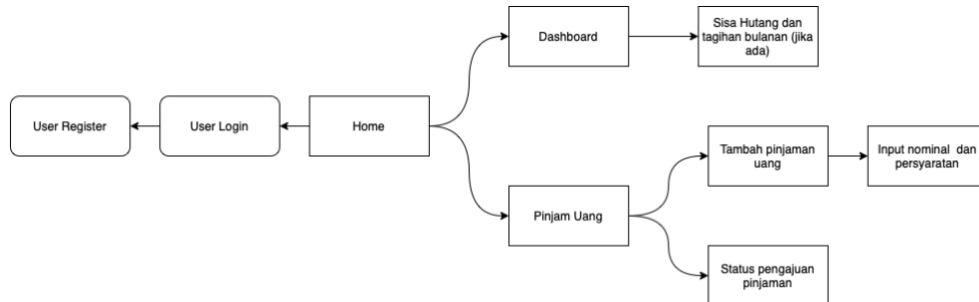 Dashboard
Sisa Hutang dan
tagihan bulanan (jika
ada)
User Register
User Login
Home
Tambah pinjaman
uang
Input nominal dan
persyaratan
Pinjam Uang
Status pengajuan
pinjaman